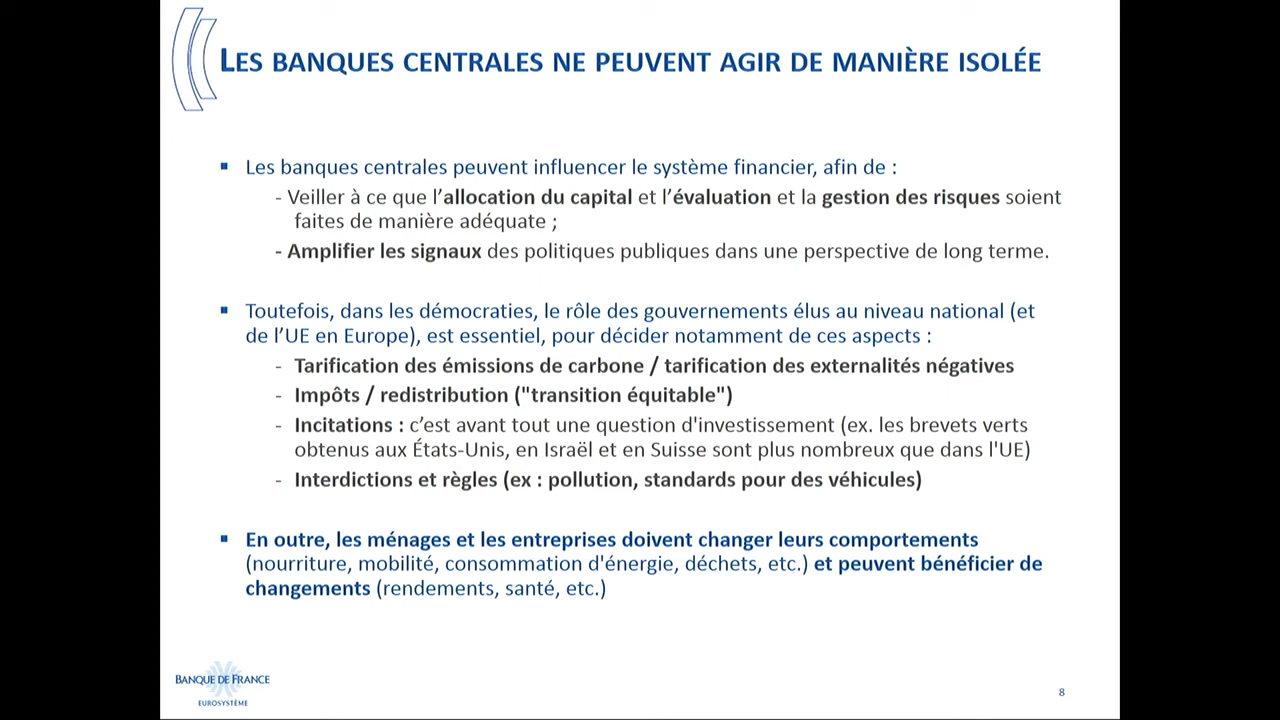 LES BANQUES CENTRALES NE PEUVENT AGIR DE MANIÈRE ISOLÉE
▪ Les banques centrales peuvent influencer le système financier, afin de :
- Veiller à ce que l’allocation du capital et l’évaluation et la gestion des risques soient
faites de manière adéquate ;
- Amplifier les signaux des politiques publiques dans une perspective de long terme.
▪ Toutefois, dans les démocraties, le rôle des gouvernements élus au niveau national (et
de l’UE en Europe), est essentiel, pour décider notamment de ces aspects :
- Tarification des émissions de carbone / tarification des externalités négatives
- Impôts / redistribution ("transition équitable")
- Incitations : c’est avant tout une question d'investissement (ex. les brevets verts
obtenus aux États-Unis, en Israël et en Suisse sont plus nombreux que dans l'UE)
- Interdictions et règles (ex : pollution, standards pour des véhicules)
▪ En outre, les ménages et les entreprises doivent changer leurs comportements
(nourriture, mobilité, consommation d'énergie, déchets, etc.) et peuvent bénéficier de
changements (rendements, santé, etc.)
BANQUE DE FRANCE
EUROSYSTÈME
8